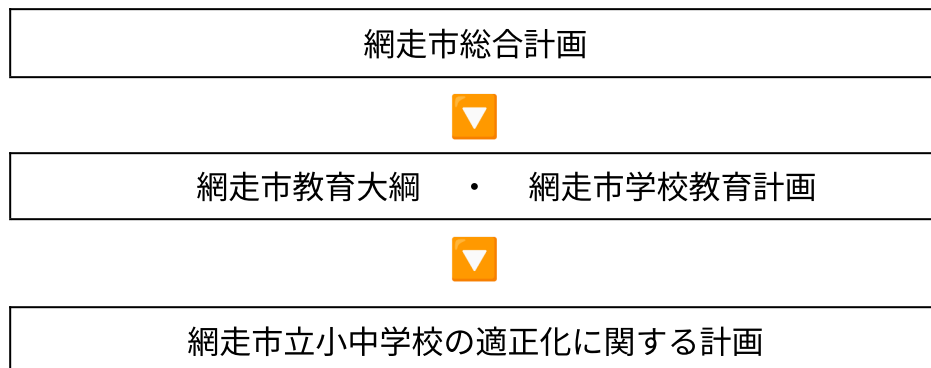 網走市総合計画
🔽
網走市教育大綱　・　網走市学校教育計画
🔽
網走市立小中学校の適正化に関する計画